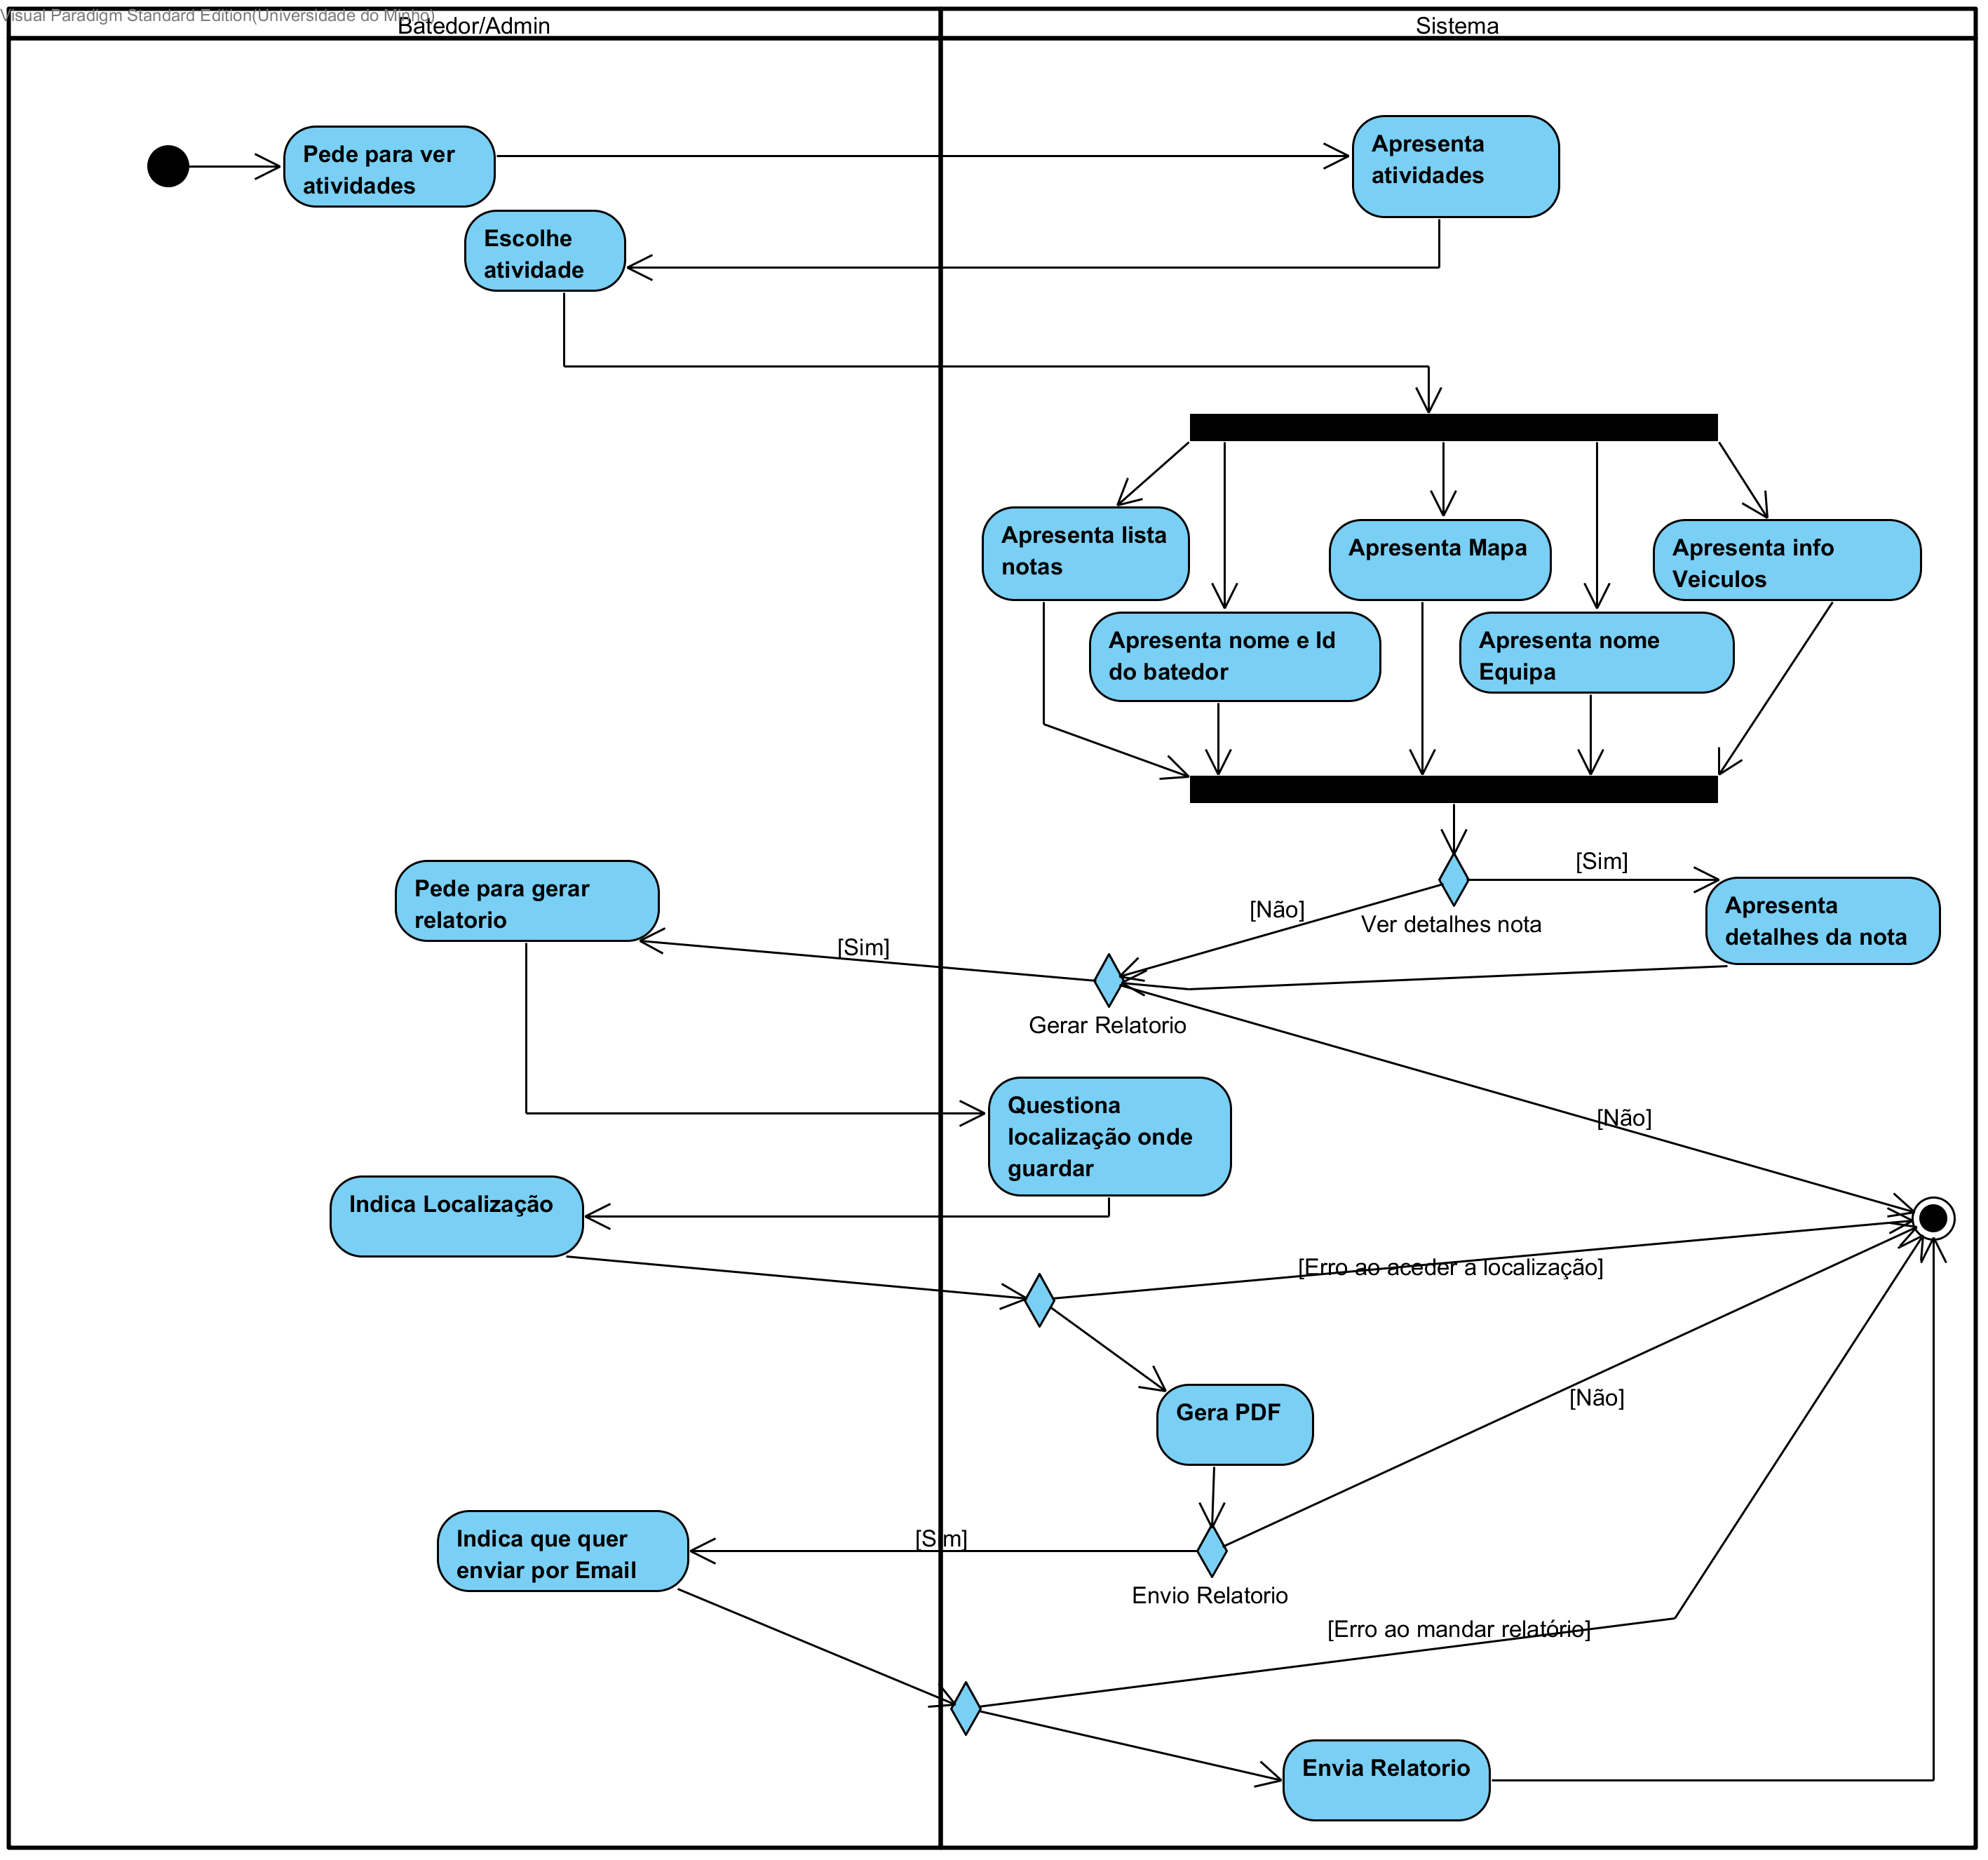 Visual Paradigm Standard Edition(Universidade do Minho)
Batedor/Admin
Sistema
Pede para ver
atividades
Apresenta
atividades
Escolhe
atividade
Apresenta lista
notas
Apresenta Mapa
Apresenta info
Veiculos
Apresenta nome e Id
do batedor
Apresenta nome
Equipa
[Sim]
Ver detalhes nota
[Não]
Apresenta
detalhes da nota
Pede para gerar
relatorio
[Sim]
Gerar Relatorio
[Não]
Questiona
localização onde
guardar
Indica Localização
[Erro ao aceder a localização]
Gera PDF
[Não]
Indica que quer
enviar por Email
[Sim]
Envio Relatorio
[Erro ao mandar relatório]
Envia Relatorio